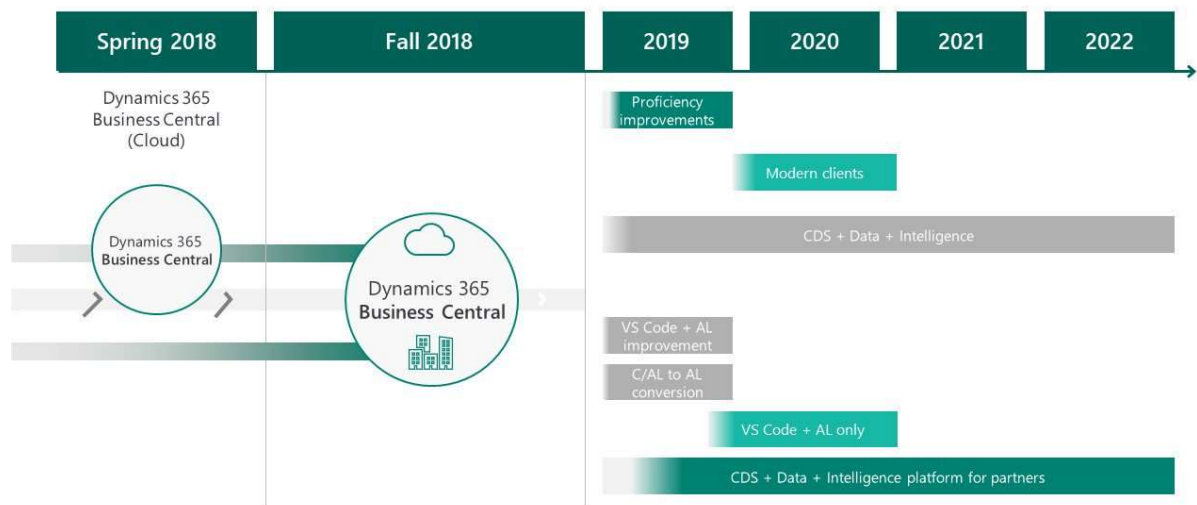 Spring 2018
Fall 2018
2019
2020
2021
2022
Dynamics 365
Business Central
(Cloud)
Dynamics 365
Business Central
Dynamics 365
Business Central
Proficiency
improvements
Modern clients
CDS + Data + Intelligence
VS Code + AL
improvement
C/AL to AL
conversion
VS Code + AL only
CDS + Data + Intelligence platform for partners